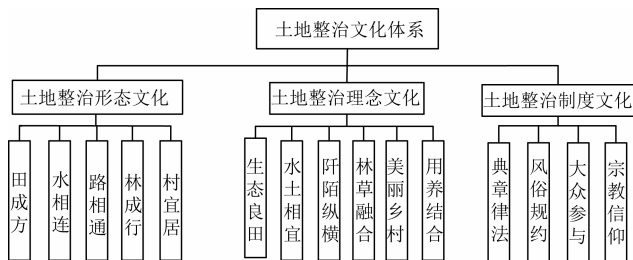 土地整治文化体系
土地整治形态文化
土地整治理念文化
土地整治制度文化
田成方
水相连
路相通
林成行
村宜居
生态良田
水土相宜
阡陌纵横
林草融合
美丽乡村
用养结合
典章律法
风俗规约
大众参与
宗教信仰